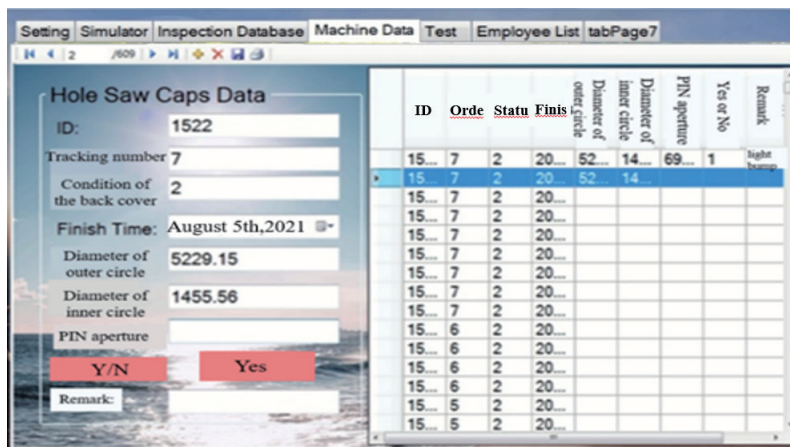 Setting Simulator Inspection Database Machine Data Test Employee List tabPage7
2 /609
Hole Saw Caps Data
ID: 1522
Tracking number 7
Condition of
the back cover
2
Finish Time: August 5th,2021
Diameter of
outer circle
5229.15
Diameter of
inner circle
1455.56
PIN aperture
Y/N Yes
Remark:
ID Orde Statu Finis
Diameter of
outer circle
Diameter of
inner circle
PIN aperture
Yes or No
Remark
15... 7 2 20... 52... 14... 69... 1 light
bump
15... 7 2 20... 52... 14...
15... 7 2 20...
15... 7 2 20...
15... 7 2 20...
15... 7 2 20...
15... 7 2 20...
15... 7 2 20...
15... 7 2 20...
15... 6 2 20...
15... 6 2 20...
15... 6 2 20...
15... 6 2 20...
15... 5 2 20...
15... 5 2 20...